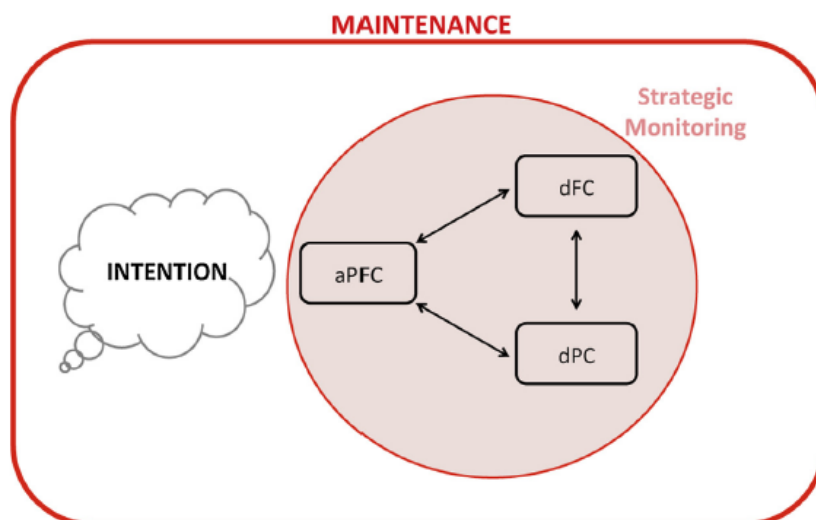 MAINTENANCE
Strategic
Monitoring
dFC
INTENTION
aPFC
dPC